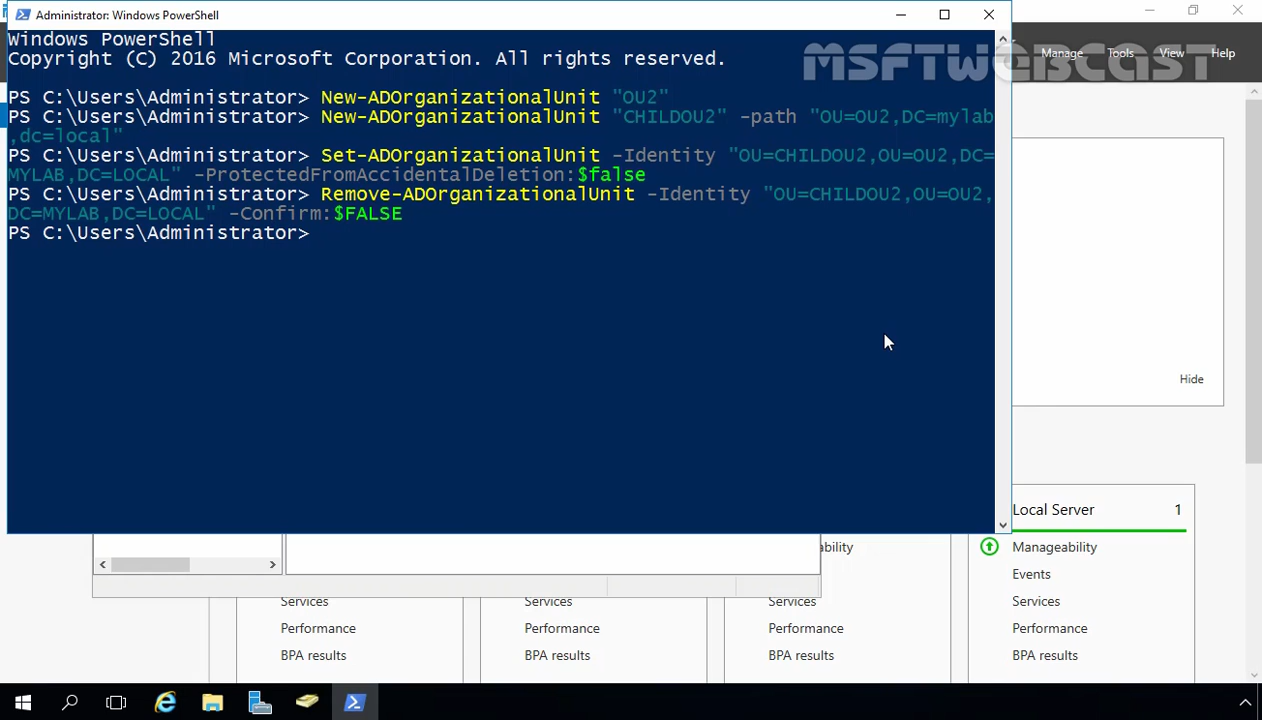 Administrator: Windows PowerShell
Windows PowerShell
Copyright (C) 2016 Microsoft Corporation. All rights reserved.
MSFTWEBCAST
Manage Tools View Help
PS C:\Users\Administrator> New-ADOrganizationalUnit "OU2"
PS C:\Users\Administrator> New-ADOrganizationalUnit "CHILDOU2" -path "OU=OU2,DC=mylab
,dc=local"
PS C:\Users\Administrator> Set-ADOrganizationalUnit -Identity "OU=CHILDOU2,OU=OU2,DC=
MYLAB,DC=LOCAL" -ProtectedFromAccidentalDeletion:$false
PS C:\Users\Administrator> Remove-ADOrganizationalUnit -Identity "OU=CHILDOU2,OU=OU2,
DC=MYLAB,DC=LOCAL" -Confirm:$FALSE
PS C:\Users\Administrator>
Hide
Local Server 1
Manageability
Events
Services Services Services Services
Performance Performance Performance Performance
BPA results BPA results BPA results BPA results